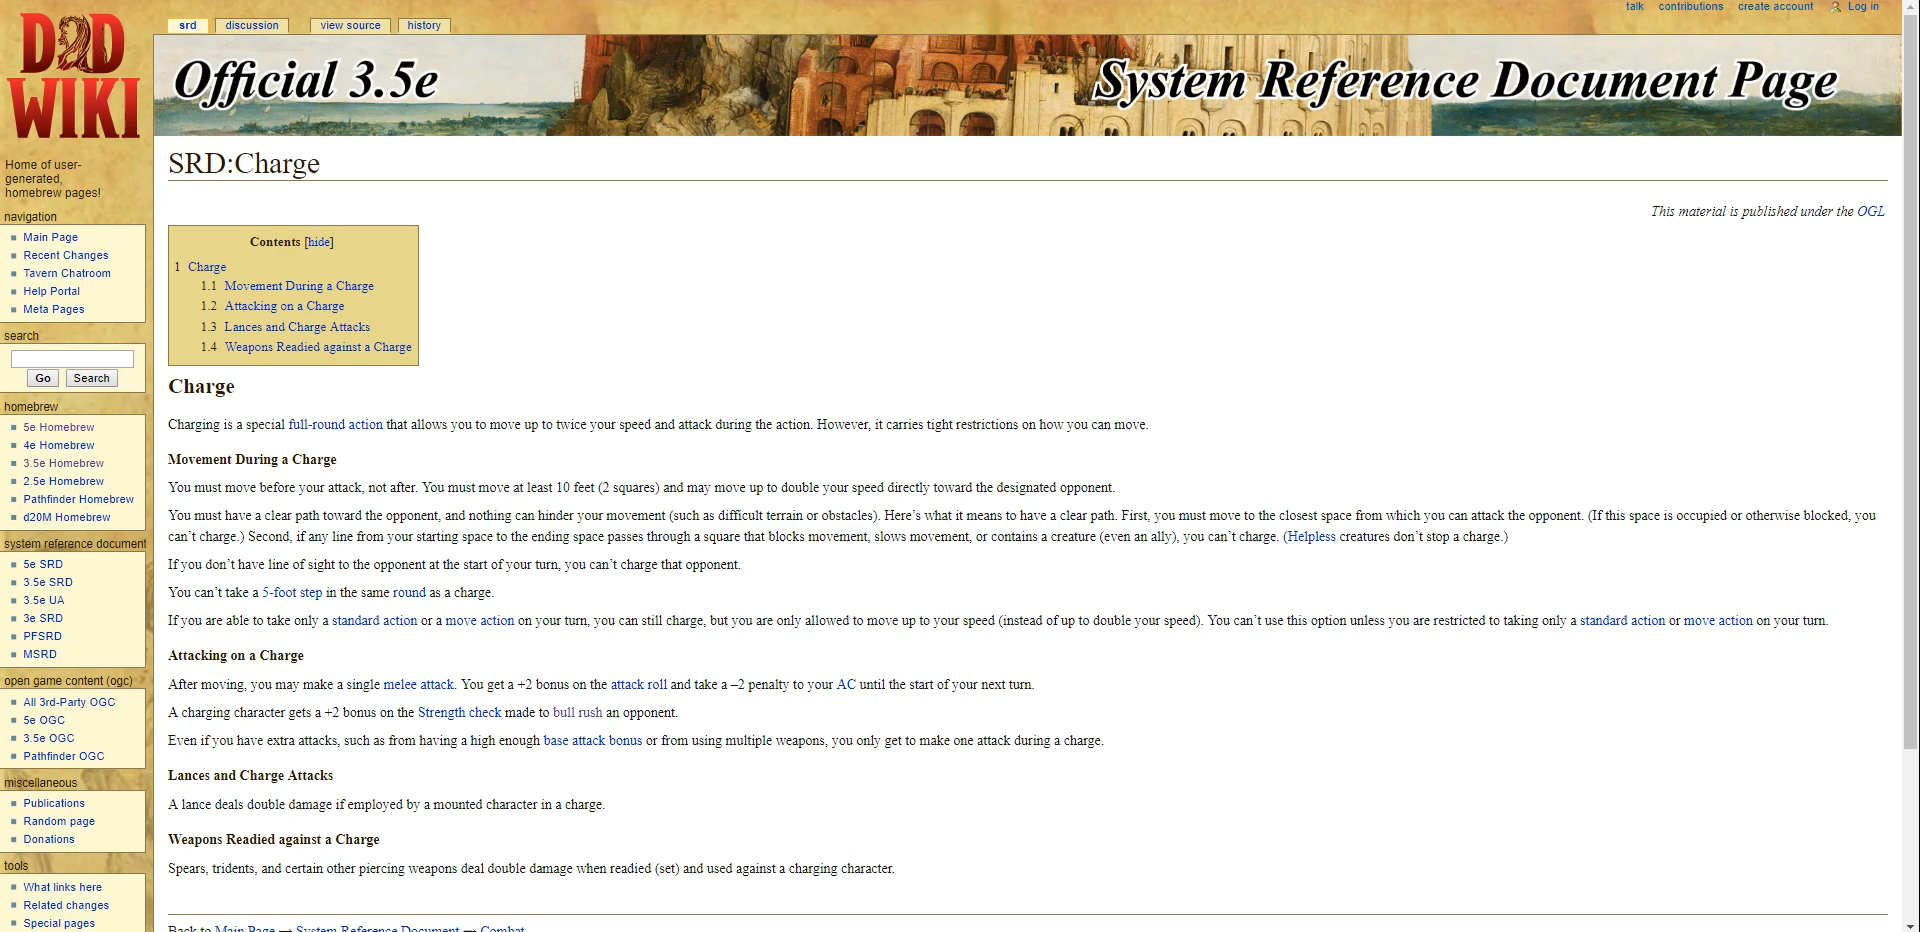 talk contributions create account Log in
srd discussion view source history
D&D
WIKI
Official 3.5e System Reference Document Page
Home of user-
generated,
homebrew pages!
navigation
Main Page
Recent Changes
Tavern Chatroom
Help Portal
Meta Pages
search
Go Search
homebrew
5e Homebrew
4e Homebrew
3.5e Homebrew
2.5e Homebrew
Pathfinder Homebrew
d20M Homebrew
system reference document
5e SRD
3.5e SRD
3.5e UA
3e SRD
PFSRD
MSRD
open game content (ogc)
All 3rd-Party OGC
5e OGC
3.5e OGC
Pathfinder OGC
miscellaneous
Publications
Random page
Donations
tools
What links here
Related changes
Special pages
SRD:Charge
This material is published under the OGL
Contents [hide]
1 Charge
1.1 Movement During a Charge
1.2 Attacking on a Charge
1.3 Lances and Charge Attacks
1.4 Weapons Readied against a Charge
Charge
Charging is a special full-round action that allows you to move up to twice your speed and attack during the action. However, it carries tight restrictions on how you can move.
Movement During a Charge
You must move before your attack, not after. You must move at least 10 feet (2 squares) and may move up to double your speed directly toward the designated opponent.
You must have a clear path toward the opponent, and nothing can hinder your movement (such as difficult terrain or obstacles). Here’s what it means to have a clear path. First, you must move to the closest space from which you can attack the opponent. (If this space is occupied or otherwise blocked, you
can’t charge.) Second, if any line from your starting space to the ending space passes through a square that blocks movement, slows movement, or contains a creature (even an ally), you can’t charge. (Helpless creatures don’t stop a charge.)
If you don’t have line of sight to the opponent at the start of your turn, you can’t charge that opponent.
You can’t take a 5-foot step in the same round as a charge.
If you are able to take only a standard action or a move action on your turn, you can still charge, but you are only allowed to move up to your speed (instead of up to double your speed). You can’t use this option unless you are restricted to taking only a standard action or move action on your turn.
Attacking on a Charge
After moving, you may make a single melee attack. You get a +2 bonus on the attack roll and take a –2 penalty to your AC until the start of your next turn.
A charging character gets a +2 bonus on the Strength check made to bull rush an opponent.
Even if you have extra attacks, such as from having a high enough base attack bonus or from using multiple weapons, you only get to make one attack during a charge.
Lances and Charge Attacks
A lance deals double damage if employed by a mounted character in a charge.
Weapons Readied against a Charge
Spears, tridents, and certain other piercing weapons deal double damage when readied (set) and used against a charging character.
Back to Main Page → System Reference Document → Combat